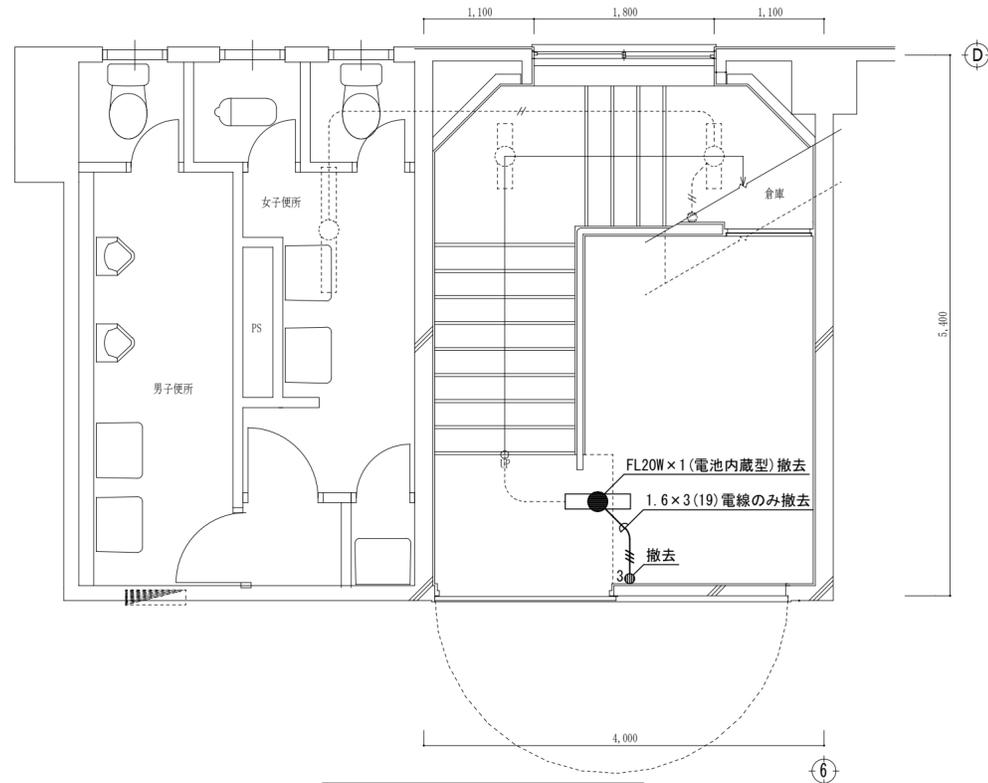 1,100
1,800
1,100
D
倉庫
女子便所
5,400
PS
男子便所
UP
FL20W×1(電池内蔵型)撤去
1.6×3(19)電線のみ撤去
撤去
3
4,000
6